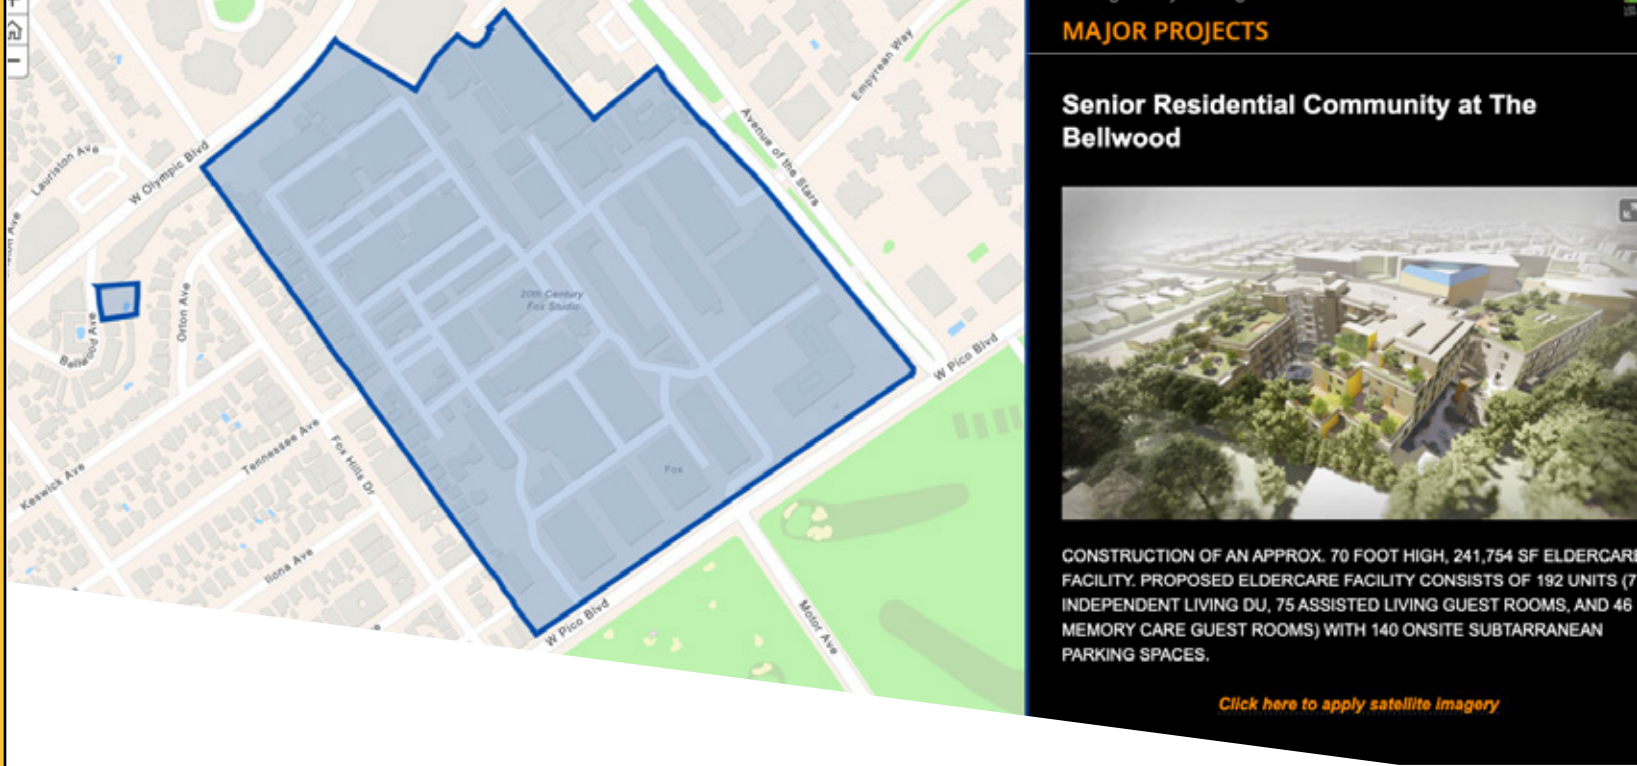 MAJOR PROJECTS
Senior Residential Community at The
Bellwood
CONSTRUCTION OF AN APPROX. 70 FOOT HIGH, 241,754 SF ELDERCARE
FACILITY. PROPOSED ELDERCARE FACILITY CONSISTS OF 192 UNITS (7
INDEPENDENT LIVING DU, 75 ASSISTED LIVING GUEST ROOMS, AND 46
MEMORY CARE GUEST ROOMS) WITH 140 ONSITE SUBTARRANEAN
PARKING SPACES.
Click here to apply satellite imagery
Empyrean Way
Avenue of the Stars
Lauriston Ave
W Olympic Blvd
20th Century
Fox Studio
Orton Ave
Bellwood Ave
W Pico Blvd
Tennessee Ave
Fox Hills Dr
Keswick Ave
Fox
Ilona Ave
W Pico Blvd
Motor Ave